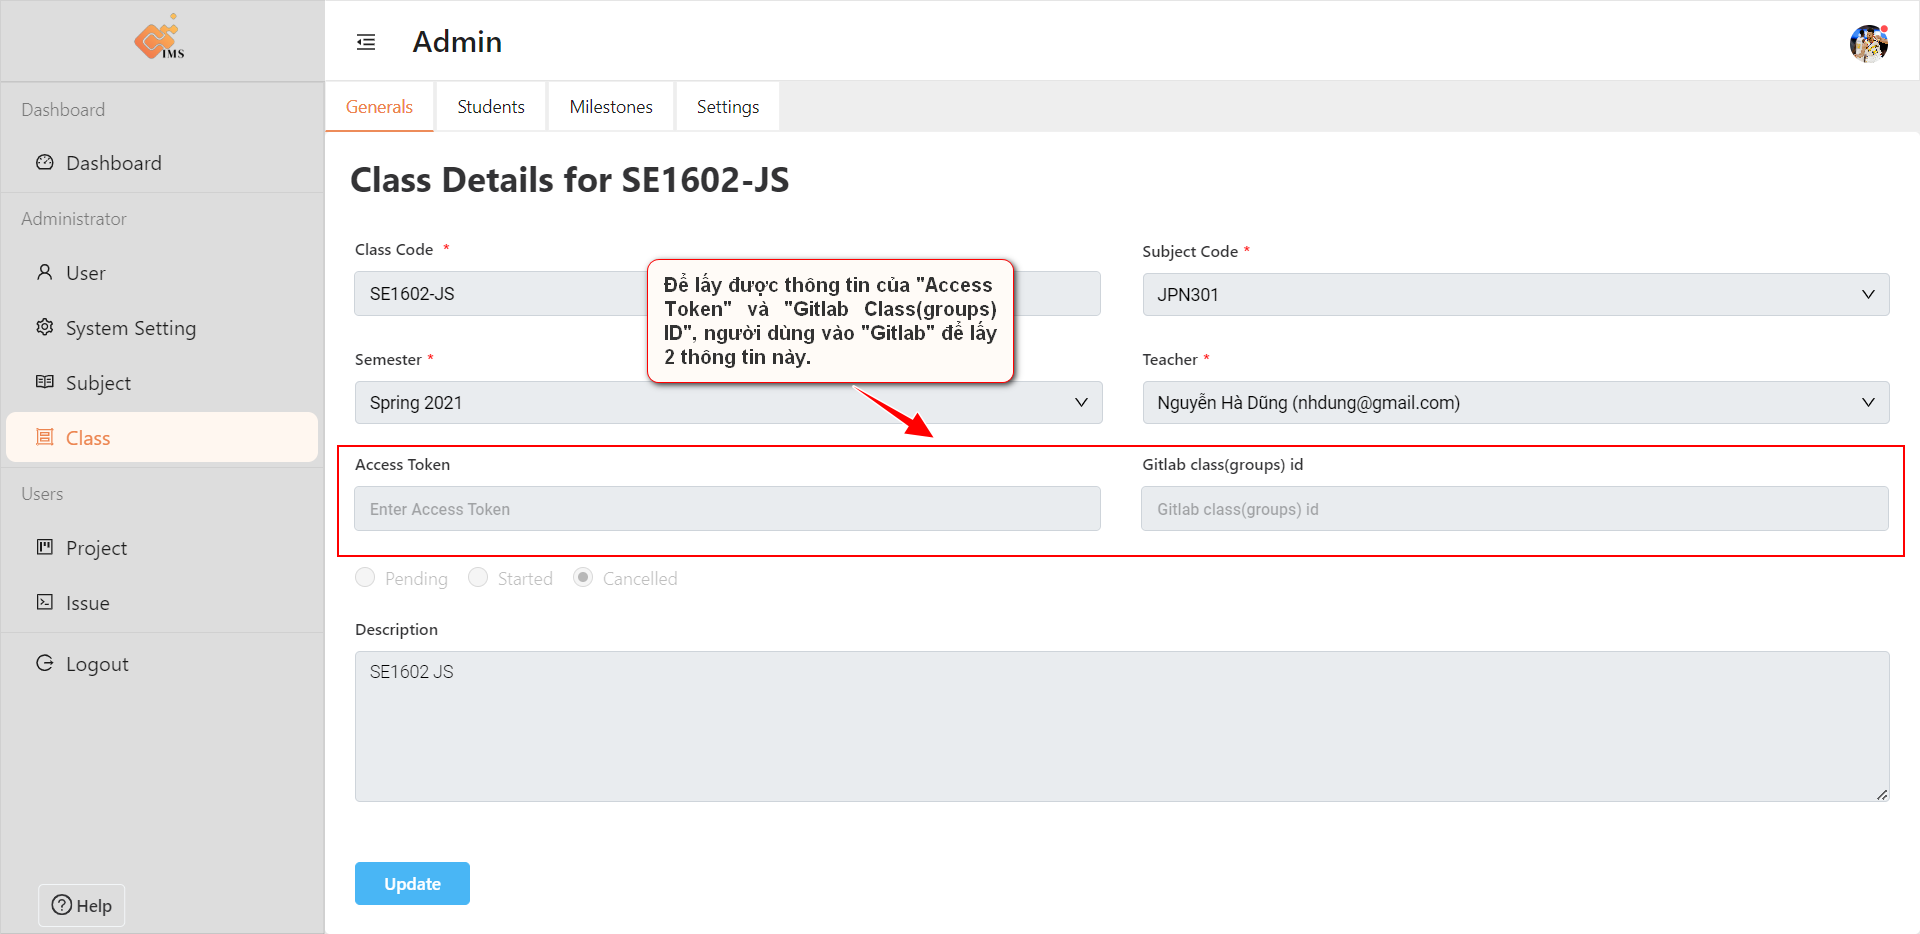 IMS
Admin
Dashboard
Dashboard
Administrator
User
System Setting
Subject
Class
Users
Project
Issue
Logout
Help
Generals
Students
Milestones
Settings
Class Details for SE1602-JS
Class Code *
SE1602-JS
Subject Code *
JPN301
Để lấy được thông tin của "Access
Token" và "Gitlab Class(groups)
ID", người dùng vào "Gitlab" để lấy
2 thông tin này.
Semester *
Spring 2021
Teacher *
Nguyễn Hà Dũng (nhdung@gmail.com)
Access Token
Enter Access Token
Gitlab class(groups) id
Gitlab class(groups) id
Pending
Started
Cancelled
Description
SE1602 JS
Update